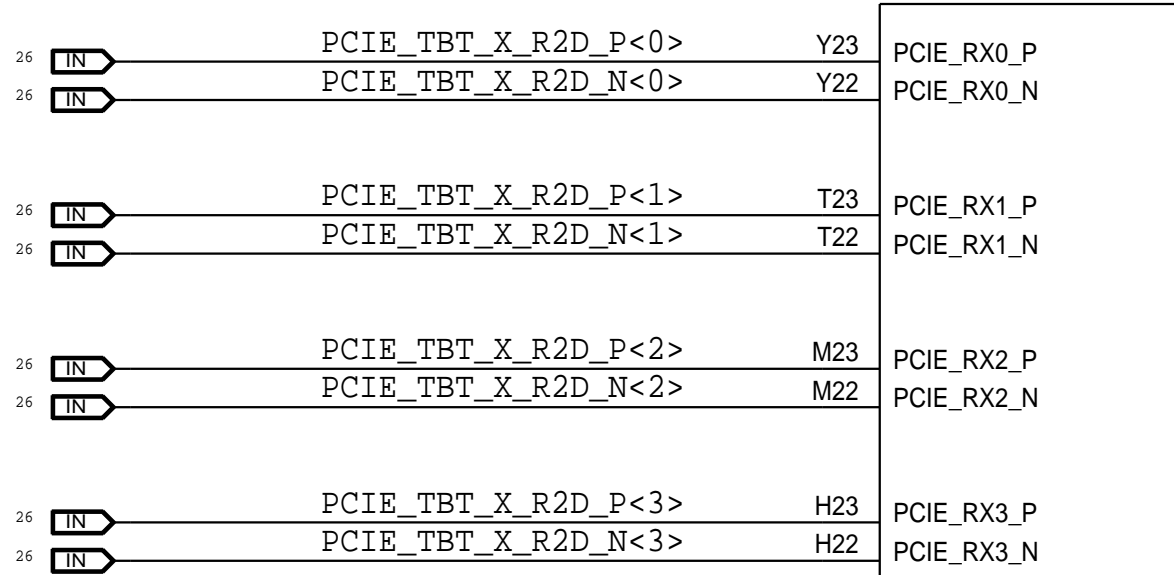 26 IN PCIE_TBT_X_R2D_P<0> Y23 PCIE_RX0_P
26 IN PCIE_TBT_X_R2D_N<0> Y22 PCIE_RX0_N
26 IN PCIE_TBT_X_R2D_P<1> T23 PCIE_RX1_P
26 IN PCIE_TBT_X_R2D_N<1> T22 PCIE_RX1_N
26 IN PCIE_TBT_X_R2D_P<2> M23 PCIE_RX2_P
26 IN PCIE_TBT_X_R2D_N<2> M22 PCIE_RX2_N
26 IN PCIE_TBT_X_R2D_P<3> H23 PCIE_RX3_P
26 IN PCIE_TBT_X_R2D_N<3> H22 PCIE_RX3_N